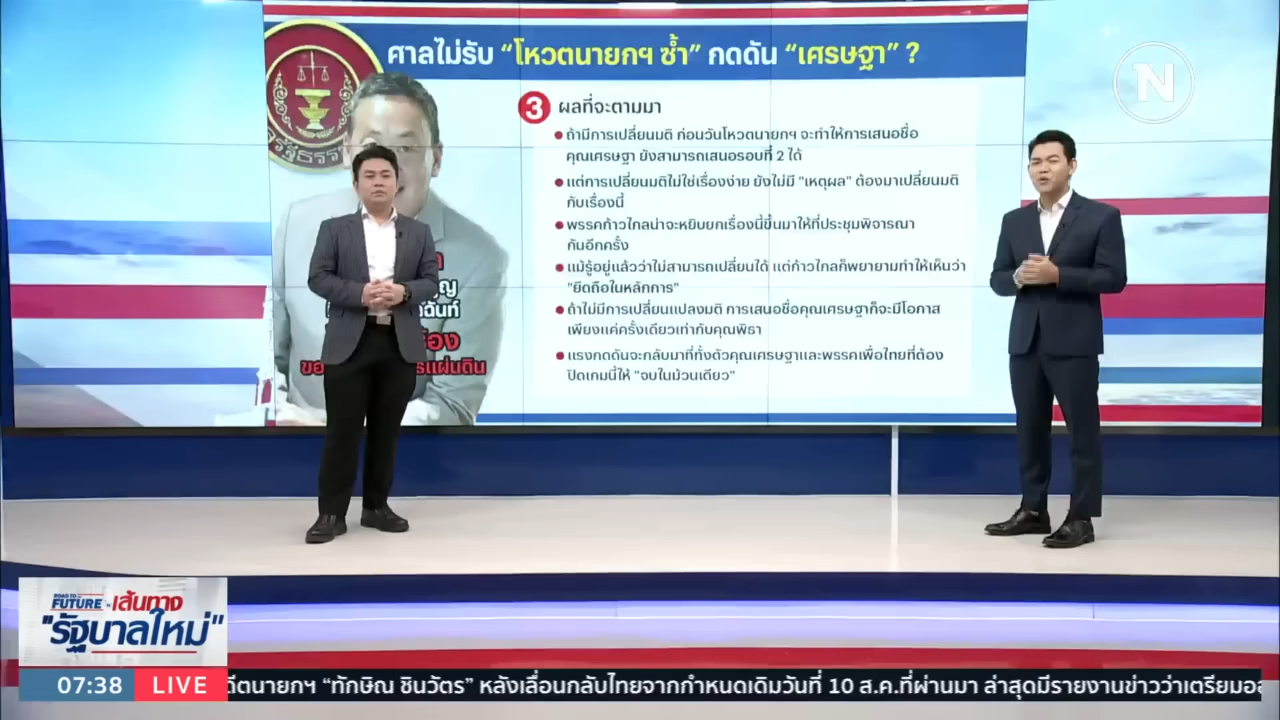 ศาลไม่รับ “โหวตนายกฯ ซ้ำ” กดดัน “เศรษฐา” ?
N
3 ผลที่จะตามมา
ถ้ามีการเปลี่ยนมติ ก่อนวันโหวตนายกฯ จะทำให้การเสนอชื่อ
คุณเศรษฐา ยังสามารถเสนอรอบที่ 2 ได้
แต่การเปลี่ยนมติไม่ใช่เรื่องง่าย ยังไม่มี "เหตุผล" ต้องมาเปลี่ยนมติ
กับเรื่องนี้
พรรคก้าวไกลน่าจะหยิบยกเรื่องนี้ขึ้นมาให้ที่ประชุมพิจารณา
กันอีกครั้ง
แม้รู้อยู่แล้วว่าไม่สามารถเปลี่ยนได้ แต่ก้าวไกลก็พยายามทำให้เห็นว่า
"ยึดถือในหลักการ"
ถ้าไม่มีการเปลี่ยนแปลงมติ การเสนอชื่อคุณเศรษฐาก็จะมีโอกาส
เพียงแค่ครั้งเดียวเท่ากับคุณพิธา
แรงกดดันจะกลับมาที่ทั้งตัวคุณเศรษฐาและพรรคเพื่อไทยที่ต้อง
ปิดเกมนี้ให้ "จบในม้วนเดียว"
ROAD TO FUTURE เส้นทาง
"รัฐบาลใหม่"
07:38 LIVE
นายกฯ “ทักษิณ ชินวัตร” หลังเลื่อนกลับไทยจากกำหนดเดิมวันที่ 10 ส.ค.ที่ผ่านมา ล่าสุดมีรายงานข่าวว่าเตรียม